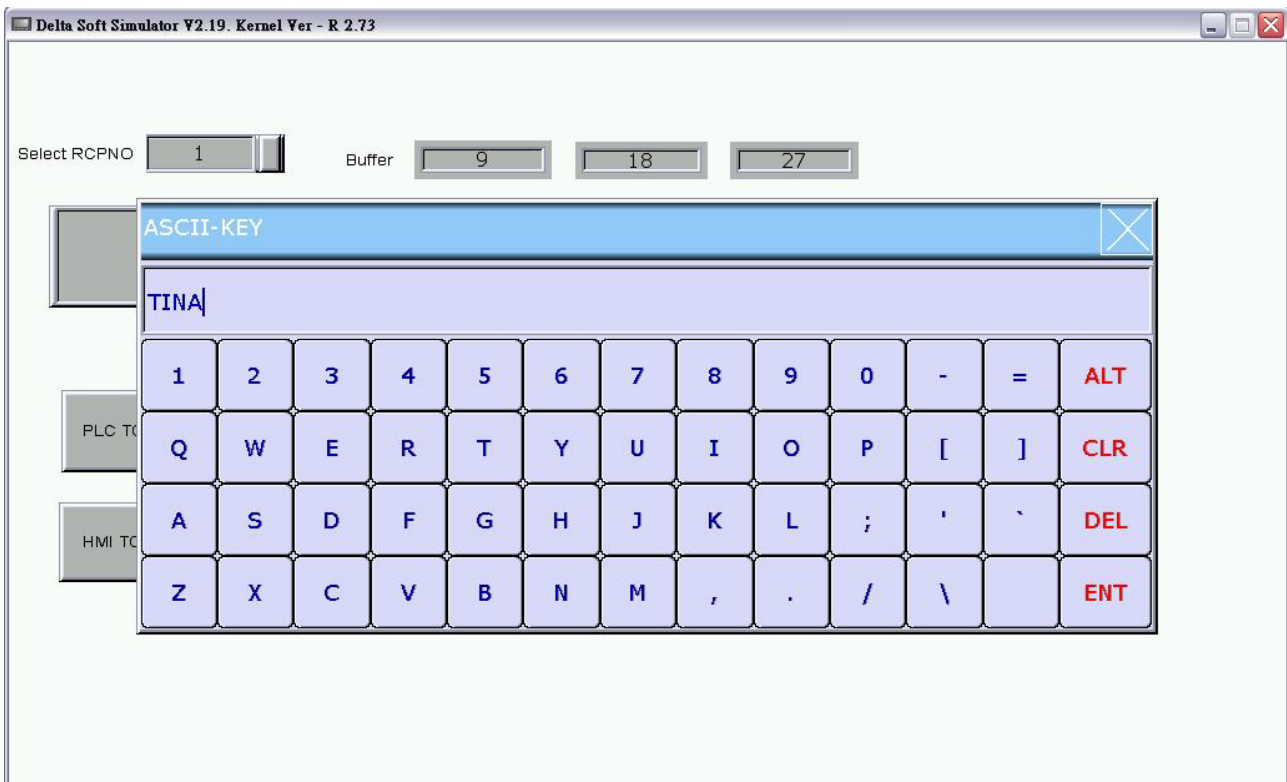 Delta Soft Simulator V2.19. Kernel Ver - R 2.73
Select RCPNO 1 Buffer 9 18 27
ASCII-KEY
TINA
1 2 3 4 5 6 7 8 9 0 - = ALT
PLC TO
Q W E R T Y U I O P [ ] CLR
A S D F G H J K L ; ' ` DEL
HMI TO
Z X C V B N M , . / \ ENT